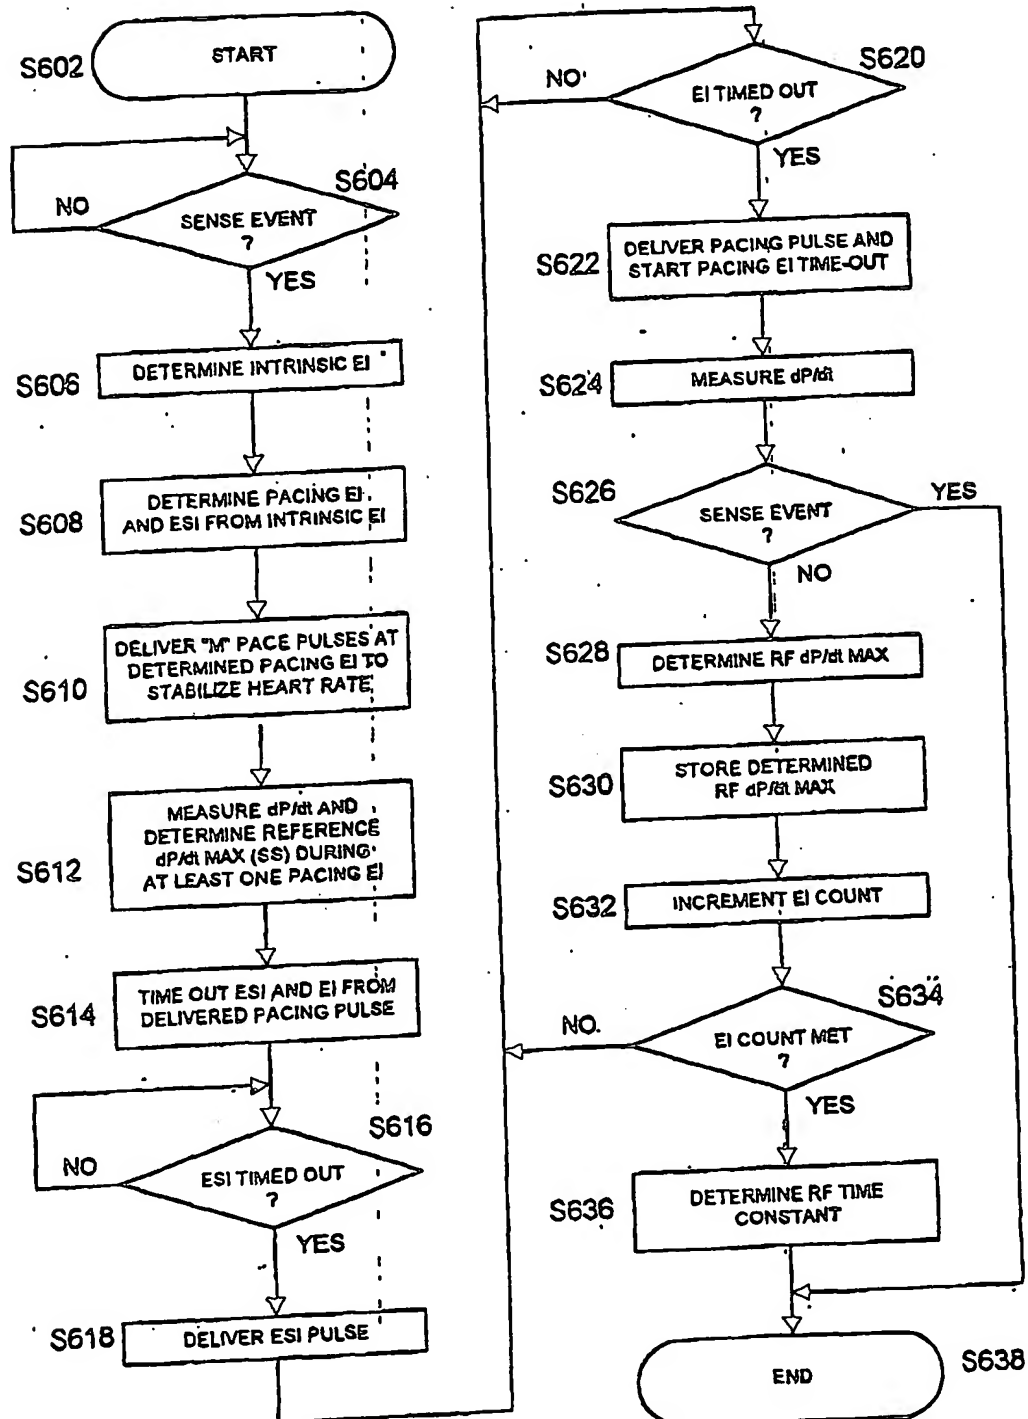 S602
START
S604
SENSE EVENT
?
NO
YES
S606
DETERMINE INTRINSIC EI
S608
DETERMINE PACING EI
AND ESI FROM INTRINSIC EI
S610
DELIVER "M" PACE PULSES AT
DETERMINED PACING EI TO
STABILIZE HEART RATE
S612
MEASURE dP/dt AND
DETERMINE REFERENCE
dP/dt MAX (SS) DURING
AT LEAST ONE PACING EI
S614
TIME OUT ESI AND EI FROM
DELIVERED PACING PULSE
S616
ESI TIMED OUT
?
NO
YES
S618
DELIVER ESI PULSE
S620
EI TIMED OUT
?
NO
YES
S622
DELIVER PACING PULSE AND
START PACING EI TIME-OUT
S624
MEASURE dP/dt
S626
SENSE EVENT
?
YES
NO
S628
DETERMINE RF dP/dt MAX
S630
STORE DETERMINED
RF dP/dt MAX
S632
INCREMENT EI COUNT
S634
EI COUNT MET
?
NO
YES
S636
DETERMINE RF TIME
CONSTANT
END
S638